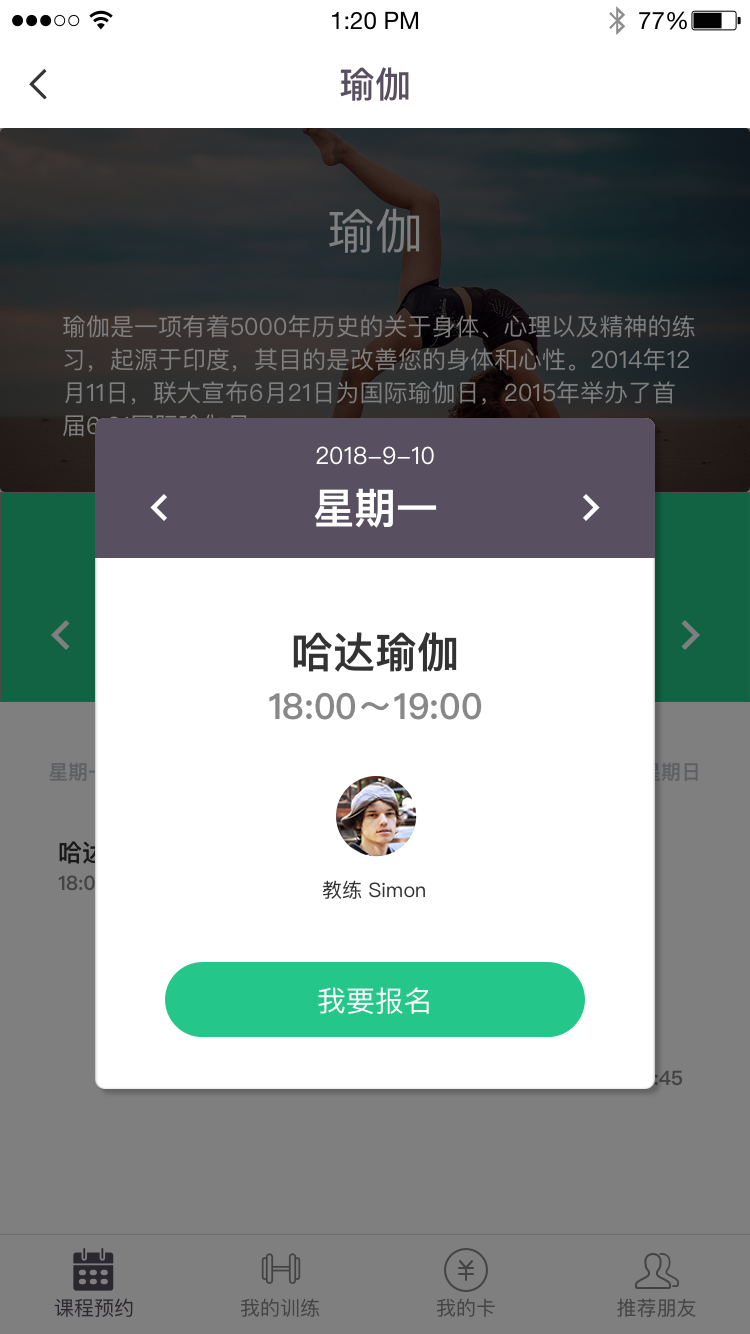 1:20 PM
77%
瑜伽
瑜伽
瑜伽是一项有着5000年历史的关于身体、心理以及精神的练
习，起源于印度，其目的是改善您的身体和心性。2014年12
月11日，联大宣布6月21日为国际瑜伽日，2015年举办了首
届6
2018-9-10
星期一
哈达瑜伽
18:00～19:00
星期
星期日
哈达
18:0
教练 Simon
我要报名
:45
课程预约
我的训练
我的卡
推荐朋友